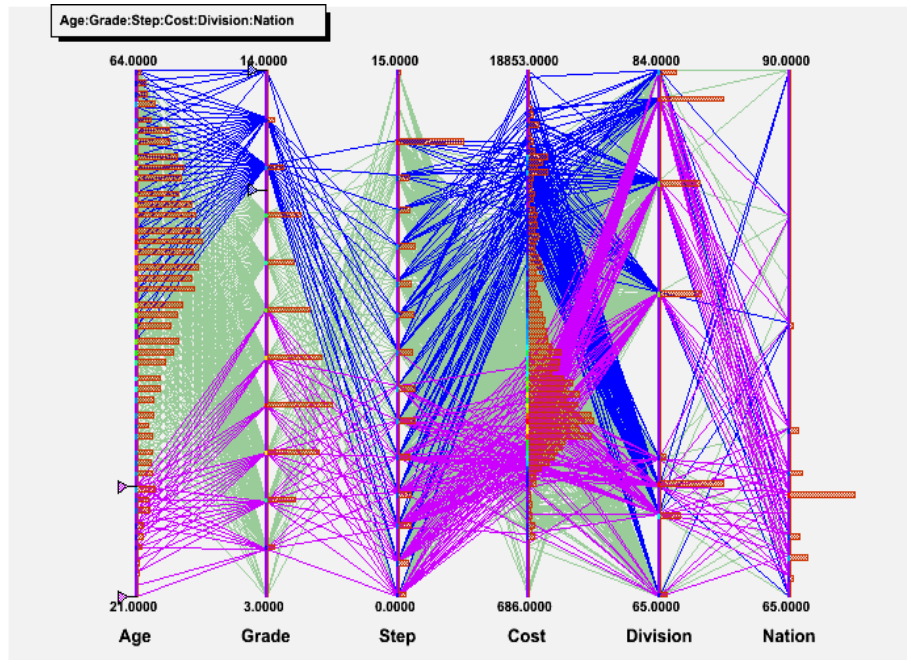 Age:Grade:Step:Cost:Division:Nation
64.0000 14.0000 15.0000 18853.0000 84.0000 90.0000
21.0000 3.0000 0.0000 686.0000 65.0000 65.0000
Age Grade Step Cost Division Nation